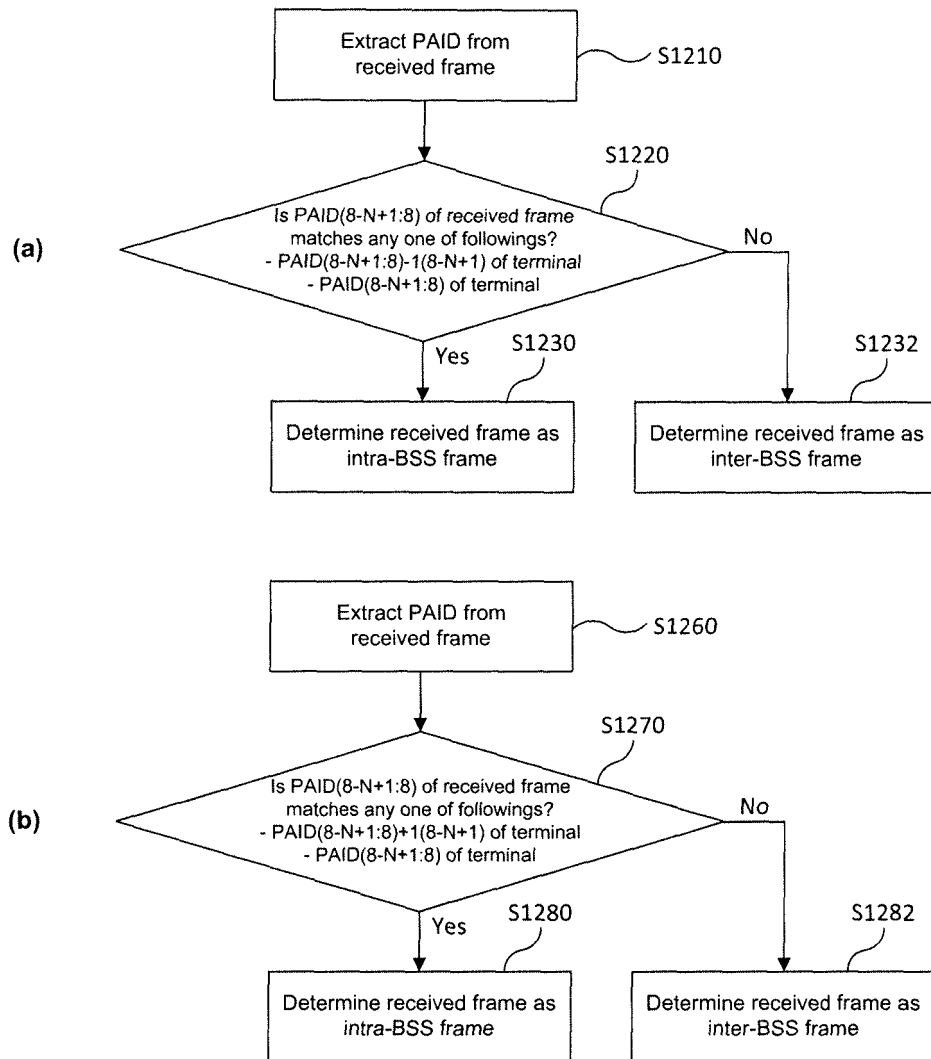 Extract PAID from
received frame
S1210
S1220
Is PAID(8-N+1:8) of received frame
matches any one of followings?
- PAID(8-N+1:8)-1(8-N+1) of terminal
- PAID(8-N+1:8) of terminal
(a)
No
Yes
S1230
S1232
Determine received frame as
intra-BSS frame
Determine received frame as
inter-BSS frame
Extract PAID from
received frame
S1260
S1270
Is PAID(8-N+1:8) of received frame
matches any one of followings?
- PAID(8-N+1:8)+1(8-N+1) of terminal
- PAID(8-N+1:8) of terminal
(b)
No
Yes
S1280
S1282
Determine received frame as
intra-BSS frame
Determine received frame as
inter-BSS frame